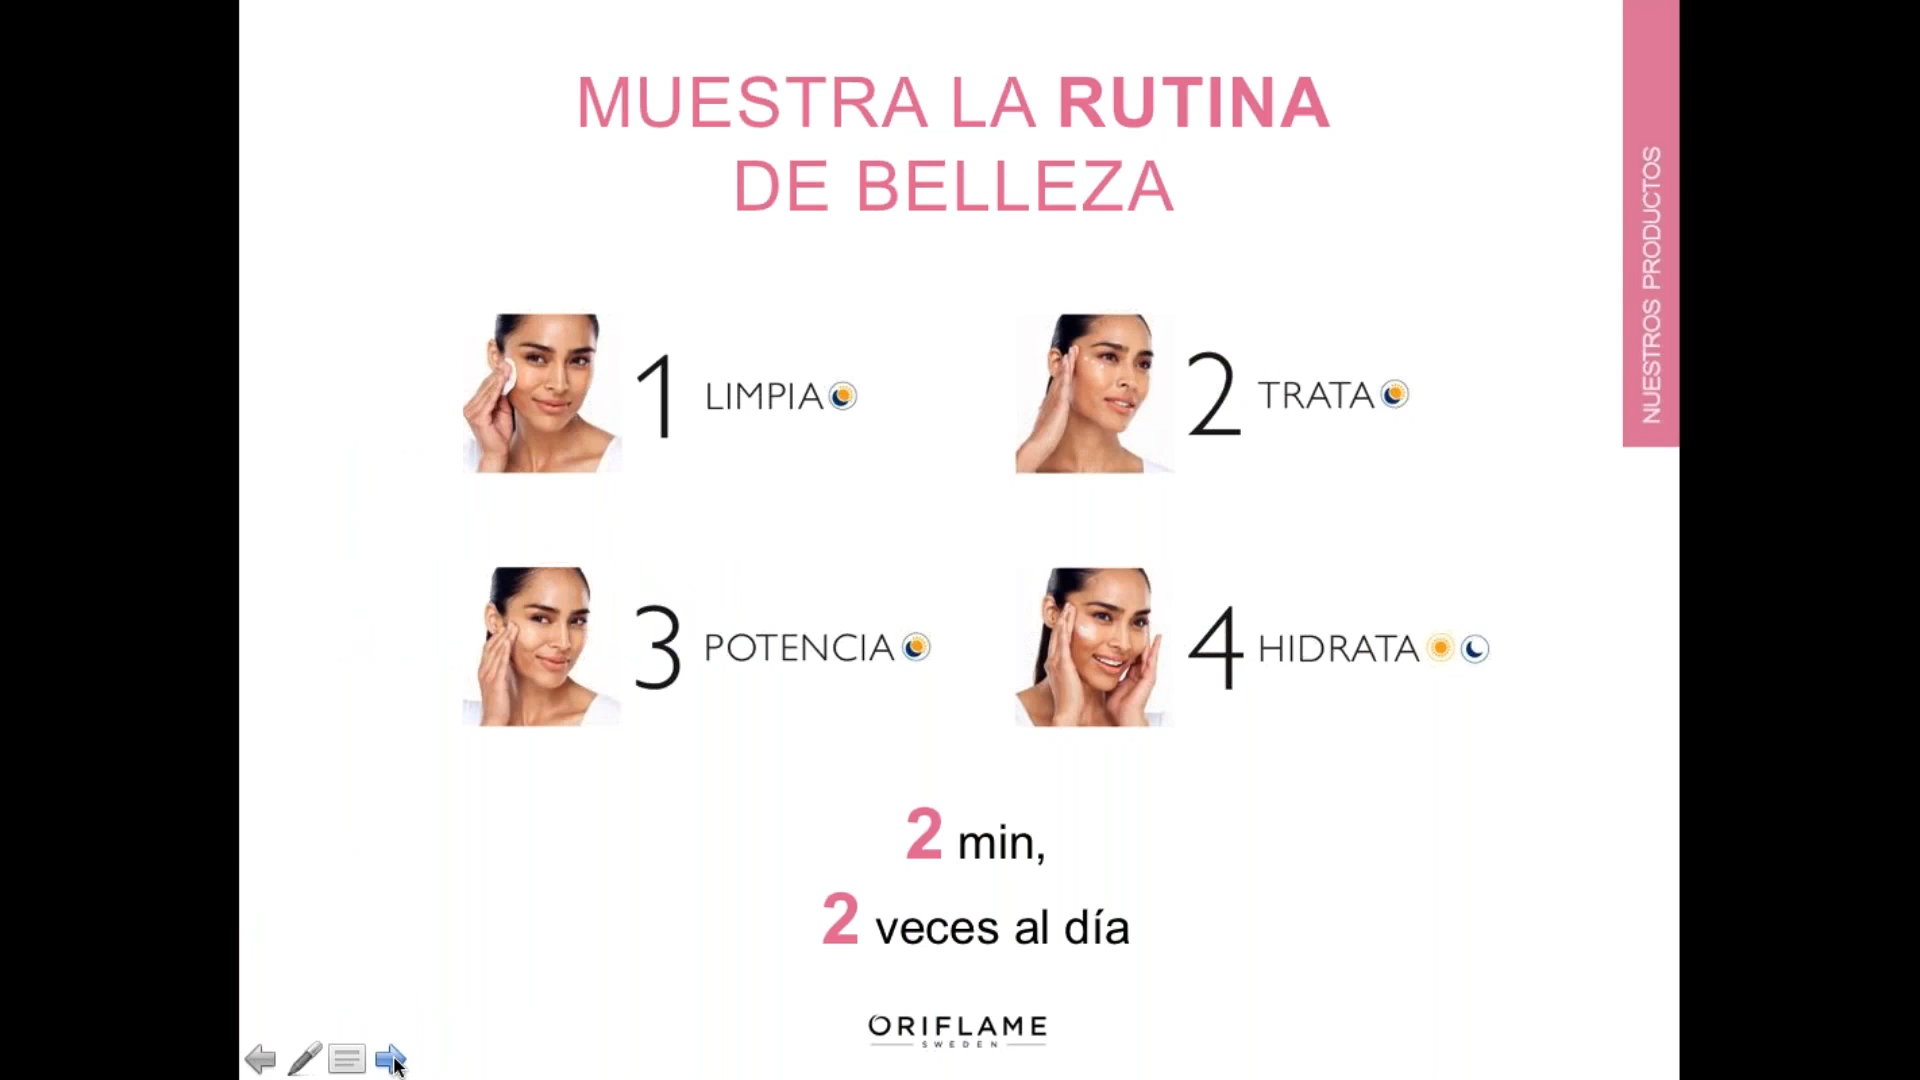 MUESTRA LA RUTINA
DE BELLEZA
NUESTROS PRODUCTOS
1 LIMPIA
2 TRATA
3 POTENCIA
4 HIDRATA
2 min,
2 veces al día
ORIFLAME
SWEDEN